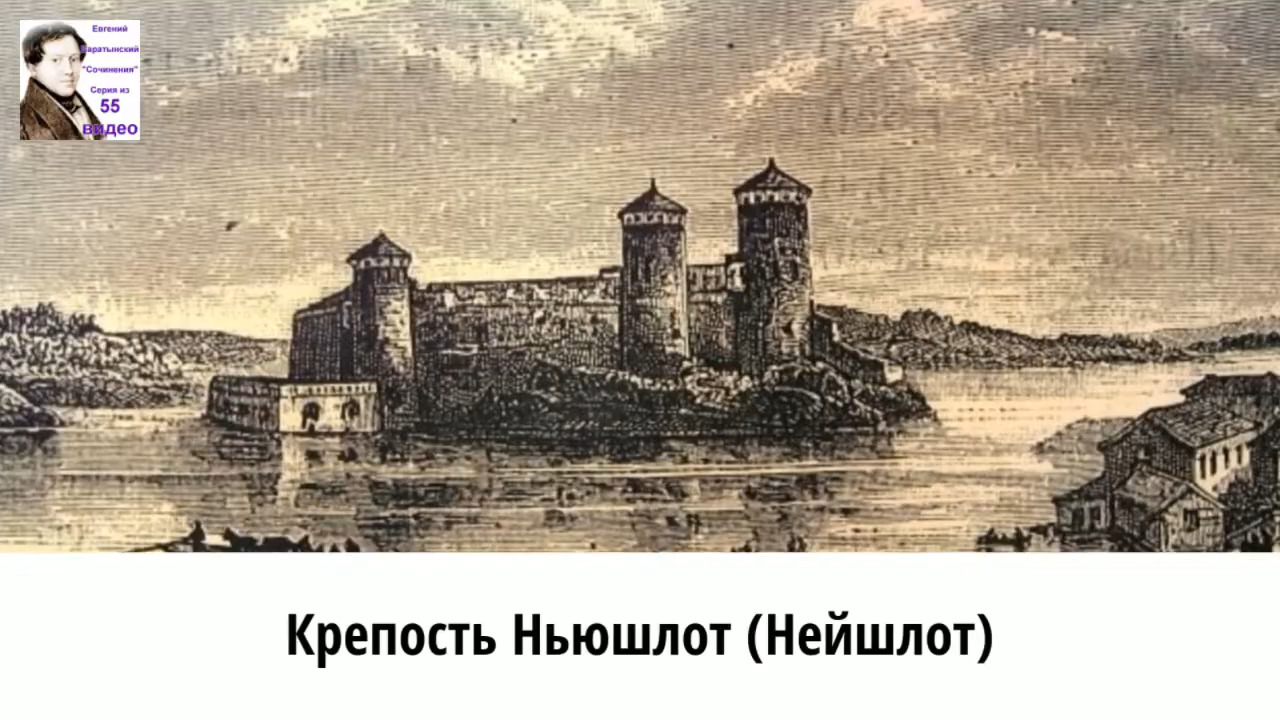 Евгений
Баратынский
"Сочинения"
Серия из
55
видео
Крепость Ньюшлот (Нейшлот)